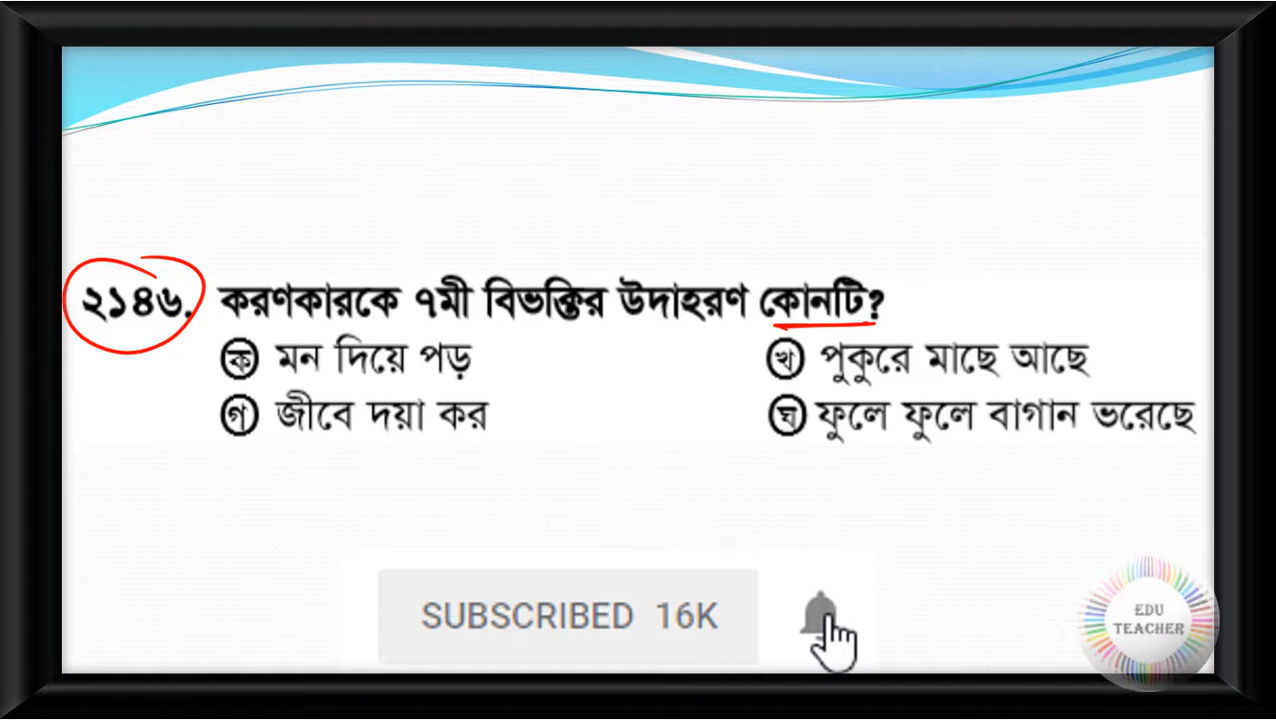 ২১৪৬. করণকারকে ৭মী বিভক্তির উদাহরণ কোনটি?
ক মন দিয়ে পড় খ পুকুরে মাছে আছে
গ জীবে দয়া কর ঘ ফুলে ফুলে বাগান ভরেছে
SUBSCRIBED 16K
EDU
TEACHER